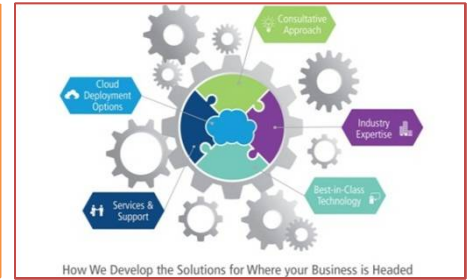 Consultative
Approach
Cloud
Deployment
Options
Industry
Expertise
Best-in-Class
Technology
Services &
Support
How We Develop the Solutions for Where your Business is Headed